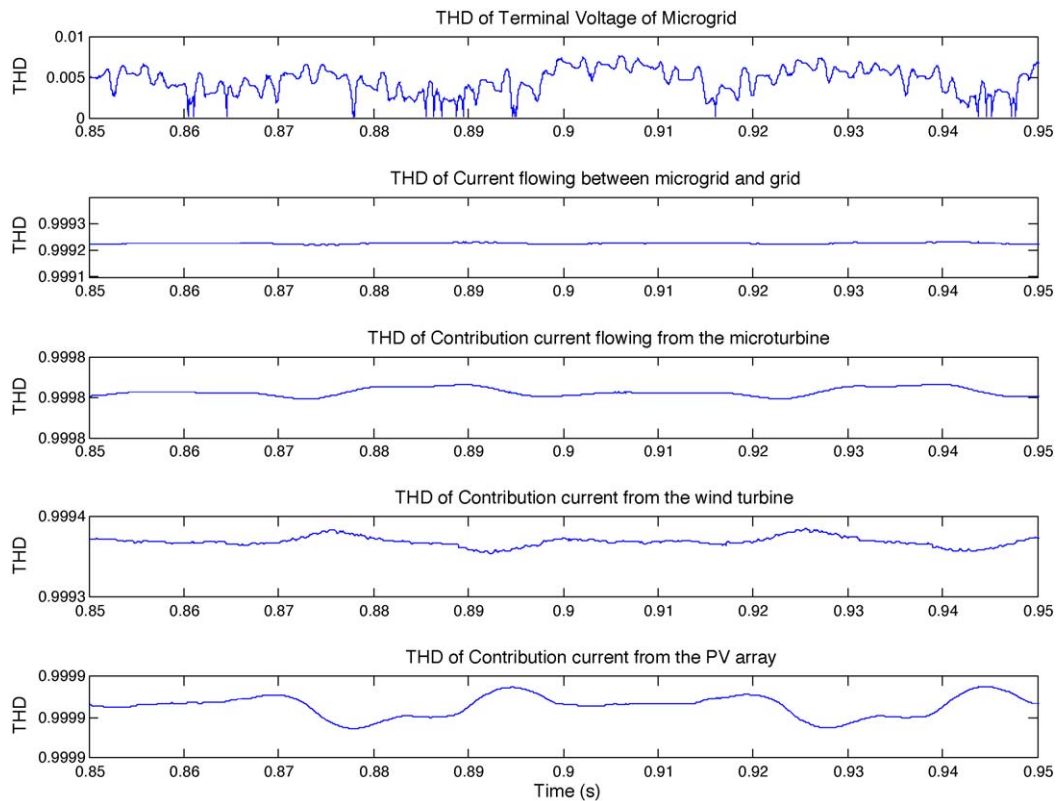 THD of Terminal Voltage of Microgrid
THD
0.01
0.005
0
0.85 0.86 0.87 0.88 0.89 0.9 0.91 0.92 0.93 0.94 0.95
THD of Current flowing between microgrid and grid
THD
0.9993
0.9992
0.9991
0.85 0.86 0.87 0.88 0.89 0.9 0.91 0.92 0.93 0.94 0.95
THD of Contribution current flowing from the microturbine
THD
0.9998
0.9998
0.9998
0.85 0.86 0.87 0.88 0.89 0.9 0.91 0.92 0.93 0.94 0.95
THD of Contribution current from the wind turbine
THD
0.9994
0.9993
0.85 0.86 0.87 0.88 0.89 0.9 0.91 0.92 0.93 0.94 0.95
THD of Contribution current from the PV array
THD
0.9999
0.9999
0.9999
0.85 0.86 0.87 0.88 0.89 0.9 0.91 0.92 0.93 0.94 0.95
Time (s)